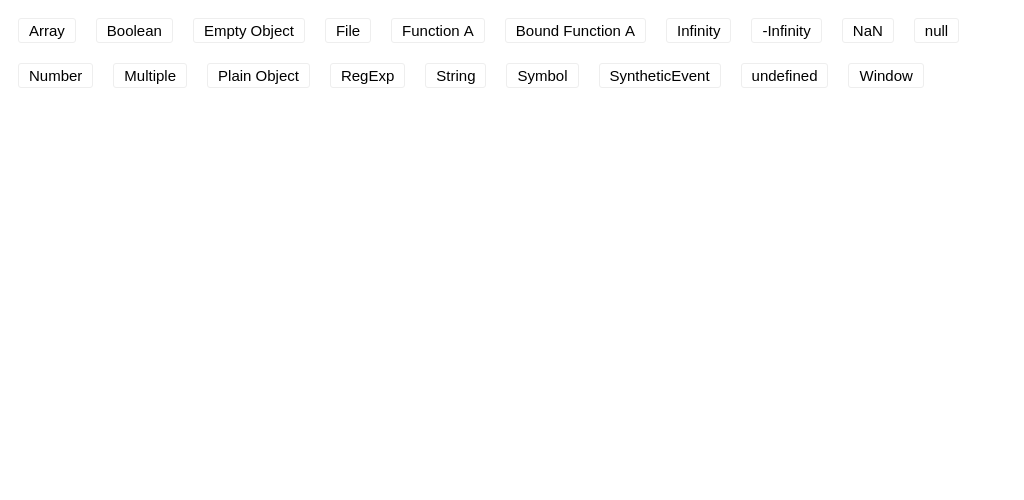 Array Boolean Empty Object File Function A Bound Function A Infinity -Infinity NaN null
Number Multiple Plain Object RegExp String Symbol SyntheticEvent undefined Window